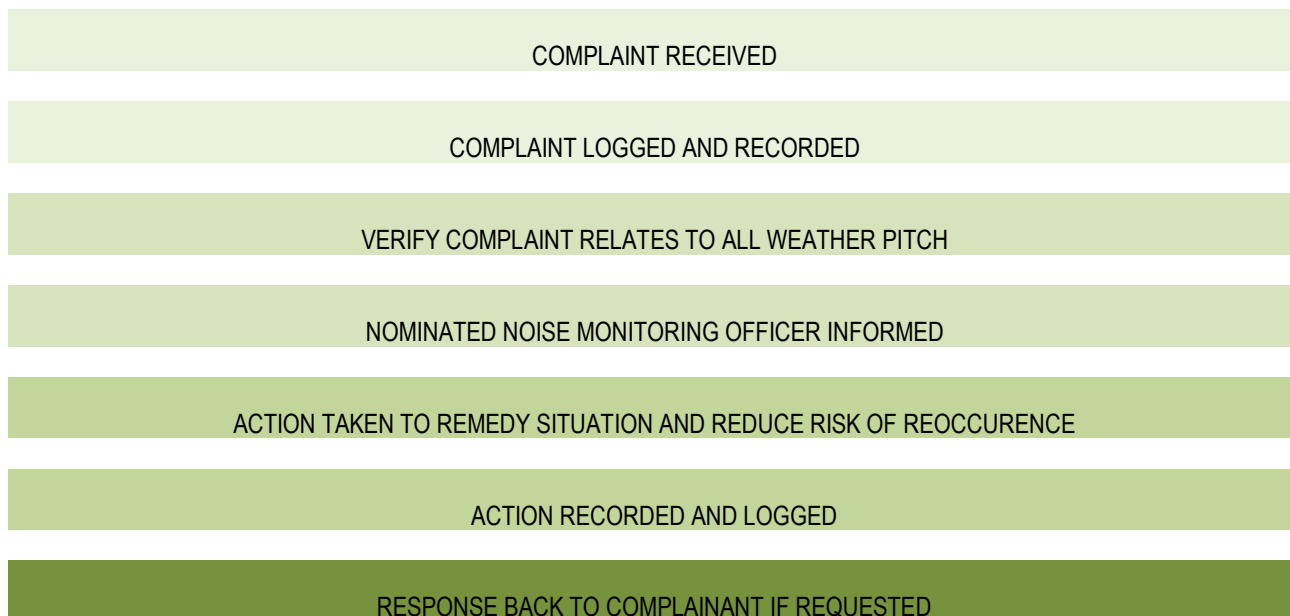 COMPLAINT RECEIVED
COMPLAINT LOGGED AND RECORDED
VERIFY COMPLAINT RELATES TO ALL WEATHER PITCH
NOMINATED NOISE MONITORING OFFICER INFORMED
ACTION TAKEN TO REMEDY SITUATION AND REDUCE RISK OF REOCCURENCE
ACTION RECORDED AND LOGGED
RESPONSE BACK TO COMPLAINANT IF REQUESTED